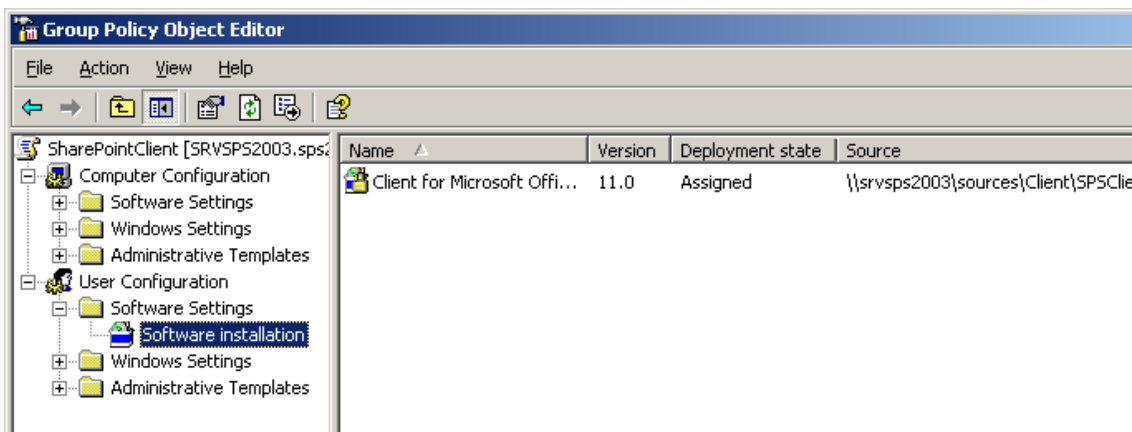 Group Policy Object Editor
File Action View Help
SharePointClient [SRVSPS2003.sps2
Computer Configuration
Software Settings
Windows Settings
Administrative Templates
User Configuration
Software Settings
Software installation
Windows Settings
Administrative Templates
Name Version Deployment state Source
Client for Microsoft Offi... 11.0 Assigned \\srvsps2003\sources\Client\SPSClie